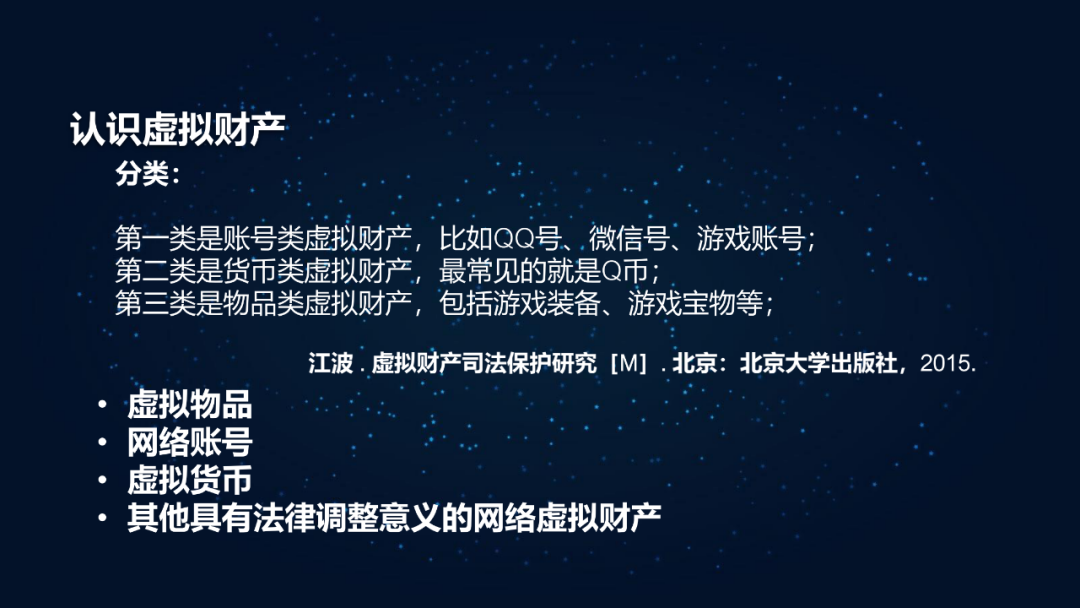 认识虚拟财产
分类：
第一类是账号类虚拟财产，比如QQ号、微信号、游戏账号；
第二类是货币类虚拟财产，最常见的就是Q币；
第三类是物品类虚拟财产，包括游戏装备、游戏宝物等；
江波 . 虚拟财产司法保护研究［M］. 北京：北京大学出版社，2015.
• 虚拟物品
• 网络账号
• 虚拟货币
• 其他具有法律调整意义的网络虚拟财产